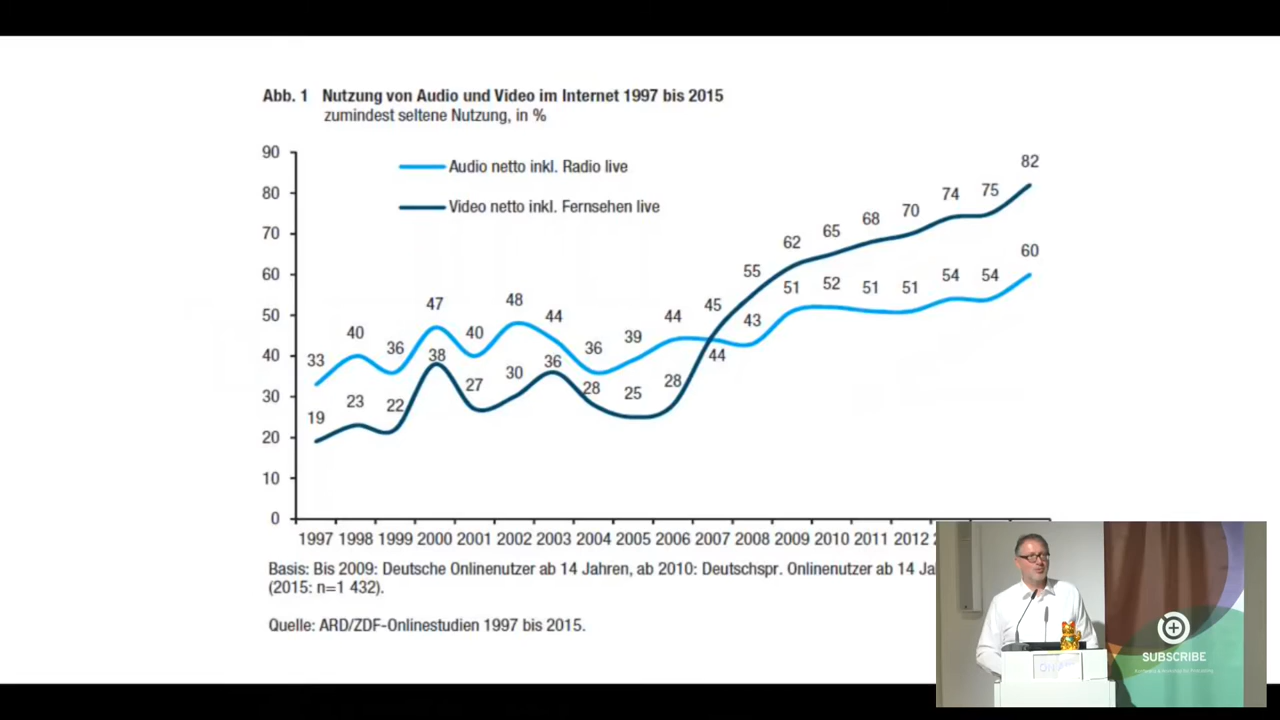 Abb. 1 Nutzung von Audio und Video im Internet 1997 bis 2015
zumindest seltene Nutzung, in %
90
80
70
60
50
40
30
20
10
0
Audio netto inkl. Radio live
Video netto inkl. Fernsehen live
33 40 36 47 40 48 44 36 39 44 44 43 51 52 51 51 54 54 60
19 23 22 38 27 30 36 28 25 28 45 55 62 65 68 70 74 75 82
1997 1998 1999 2000 2001 2002 2003 2004 2005 2006 2007 2008 2009 2010 2011 2012
Basis: Bis 2009: Deutsche Onlinenutzer ab 14 Jahren, ab 2010: Deutschspr. Onlinenutzer ab 14
(2015: n=1 432).
Quelle: ARD/ZDF-Onlinestudien 1997 bis 2015.
SUBSCRIBE